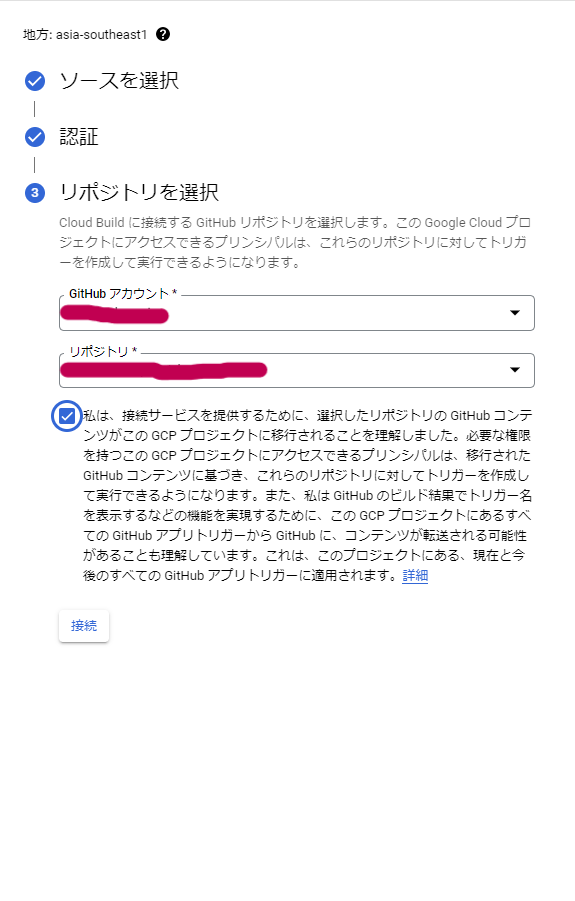 地方: asia-southeast1 ?
ソースを選択
認証
3 リポジトリを選択
Cloud Build に接続する GitHub リポジトリを選択します。この Google Cloud プロ
ジェクトにアクセスできるプリンシパルは、これらのリポジトリに対してトリガ
ーを作成して実行できるようになります。
GitHub アカウント *
リポジトリ *
私は、接続サービスを提供するために、選択したリポジトリの GitHub コンテ
ンツがこの GCP プロジェクトに移行されることを理解しました。必要な権限
を持つこの GCP プロジェクトにアクセスできるプリンシパルは、移行された
GitHub コンテンツに基づき、これらのリポジトリに対してトリガーを作成し
て実行できるようになります。また、私は GitHub のビルド結果でトリガー名
を表示するなどの機能を実現するために、この GCP プロジェクトにあるすべ
ての GitHub アプリトリガーから GitHub に、コンテンツが転送される可能性
があることも理解しています。これは、このプロジェクトにある、現在と今
後のすべての GitHub アプリトリガーに適用されます。詳細
接続